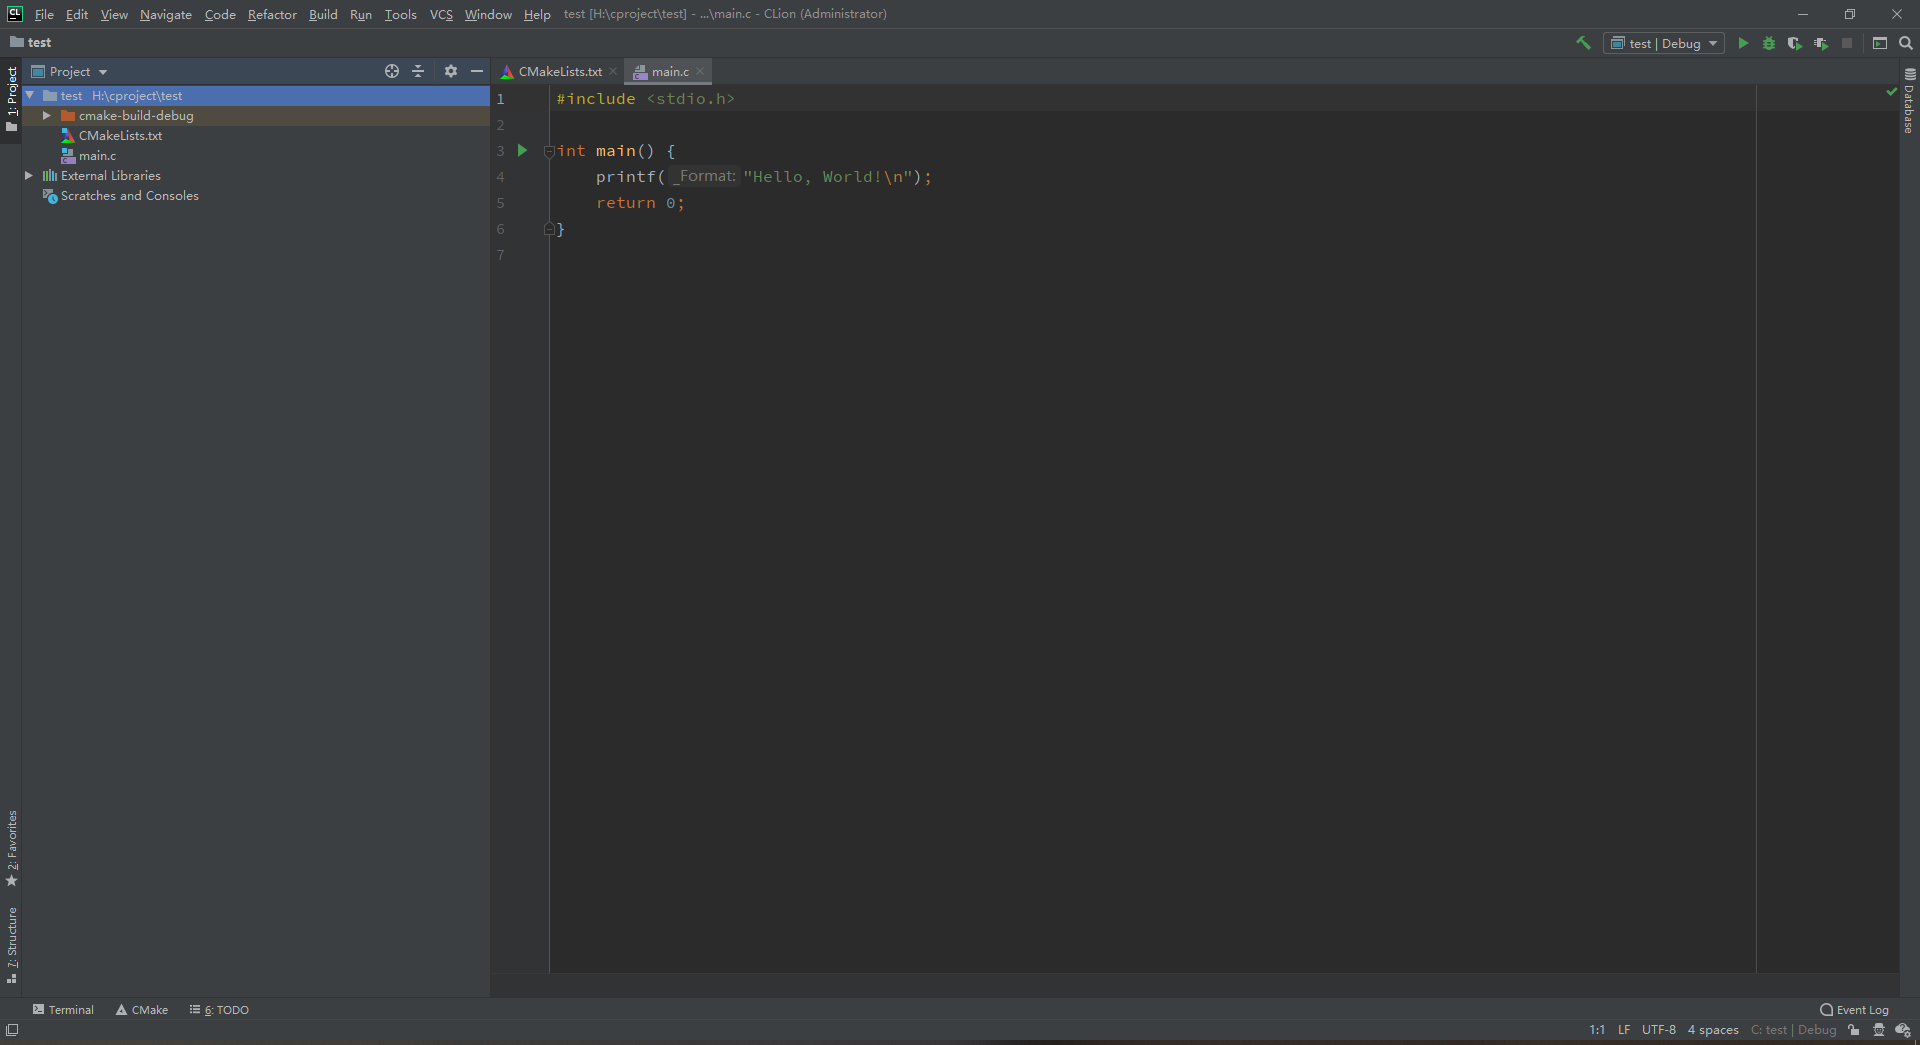 CL File Edit View Navigate Code Refactor Build Run Tools VCS Window Help test [H:\cproject\test] - ...\main.c - CLion (Administrator)
test
test | Debug
1: Project
Project
CMakeLists.txt
main.c
test H:\cproject\test
cmake-build-debug
CMakeLists.txt
main.c
External Libraries
Scratches and Consoles
1 #include <stdio.h>
2
3 int main() {
4 printf( _Format: "Hello, World!\n");
5 return 0;
6 }
7
Database
2: Favorites
7: Structure
Terminal
CMake
6: TODO
Event Log
1:1 LF UTF-8 4 spaces C: test | Debug